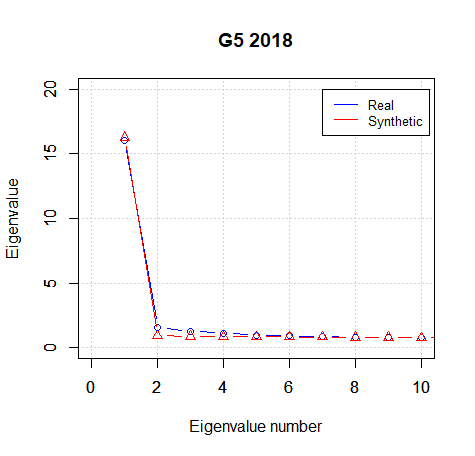 G5 2018
20
15
10
5
0
Eigenvalue
Real
Synthetic
0 2 4 6 8 10
Eigenvalue number